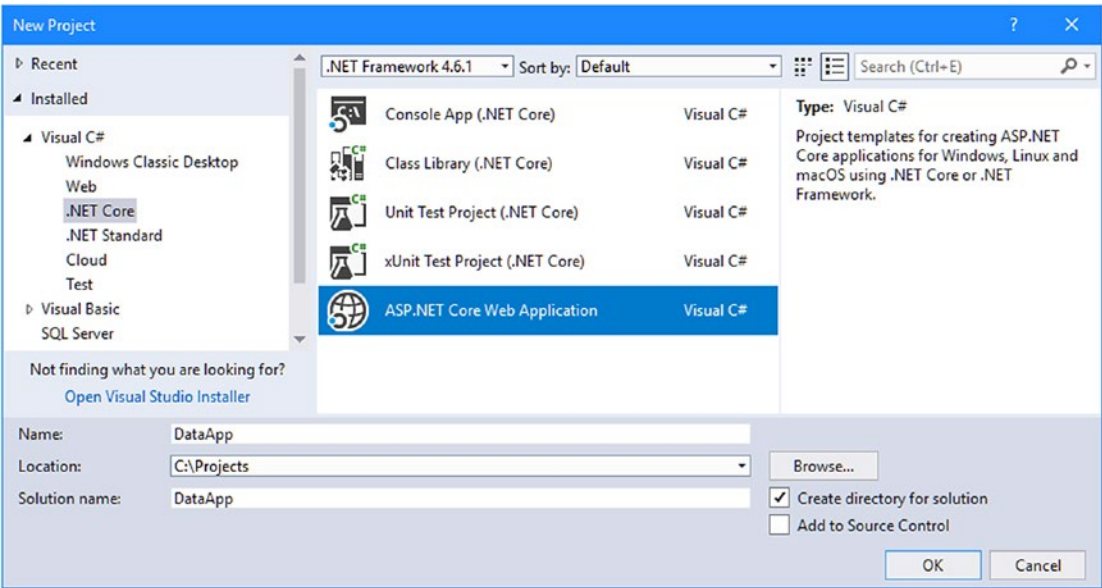 New Project
?
×
Recent
Installed
Visual C#
Windows Classic Desktop
Web
.NET Core
.NET Standard
Cloud
Test
Visual Basic
SQL Server
Not finding what you are looking for?
Open Visual Studio Installer
.NET Framework 4.6.1 Sort by: Default
Search (Ctrl+E)
Console App (.NET Core) Visual C#
Class Library (.NET Core) Visual C#
Unit Test Project (.NET Core) Visual C#
xUnit Test Project (.NET Core) Visual C#
ASP.NET Core Web Application Visual C#
Type: Visual C#
Project templates for creating ASP.NET
Core applications for Windows, Linux and
macOS using .NET Core or .NET
Framework.
Name: DataApp
Location: C:\Projects
Browse...
Solution name: DataApp
Create directory for solution
Add to Source Control
OK Cancel